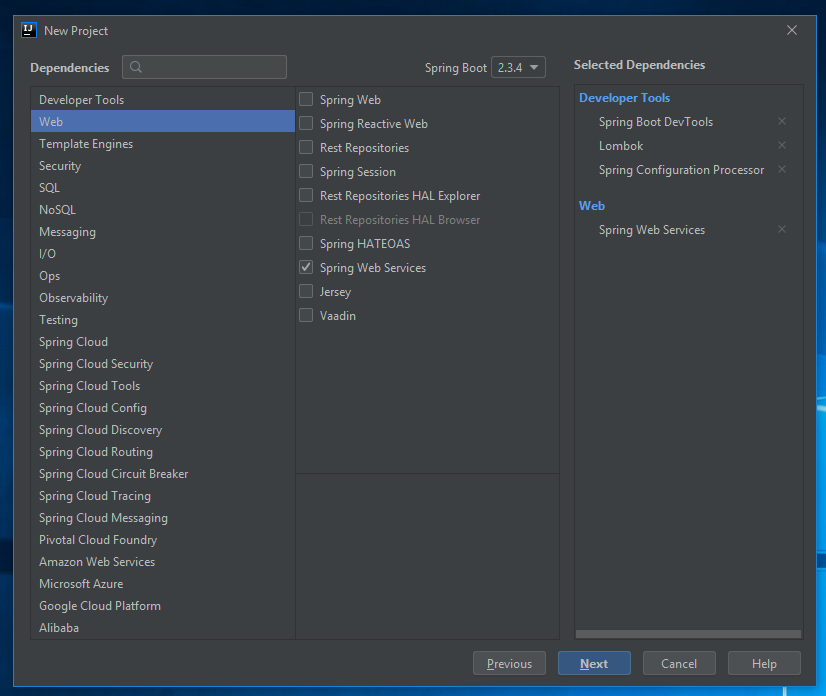 IJ New Project
Dependencies
Spring Boot 2.3.4
Selected Dependencies
Developer Tools
Web
Template Engines
Security
SQL
NoSQL
Messaging
I/O
Ops
Observability
Testing
Spring Cloud
Spring Cloud Security
Spring Cloud Tools
Spring Cloud Config
Spring Cloud Discovery
Spring Cloud Routing
Spring Cloud Circuit Breaker
Spring Cloud Tracing
Spring Cloud Messaging
Pivotal Cloud Foundry
Amazon Web Services
Microsoft Azure
Google Cloud Platform
Alibaba
Spring Web
Spring Reactive Web
Rest Repositories
Spring Session
Rest Repositories HAL Explorer
Rest Repositories HAL Browser
Spring HATEOAS
Spring Web Services
Jersey
Vaadin
Developer Tools
Spring Boot DevTools
Lombok
Spring Configuration Processor
Web
Spring Web Services
Previous
Next
Cancel
Help